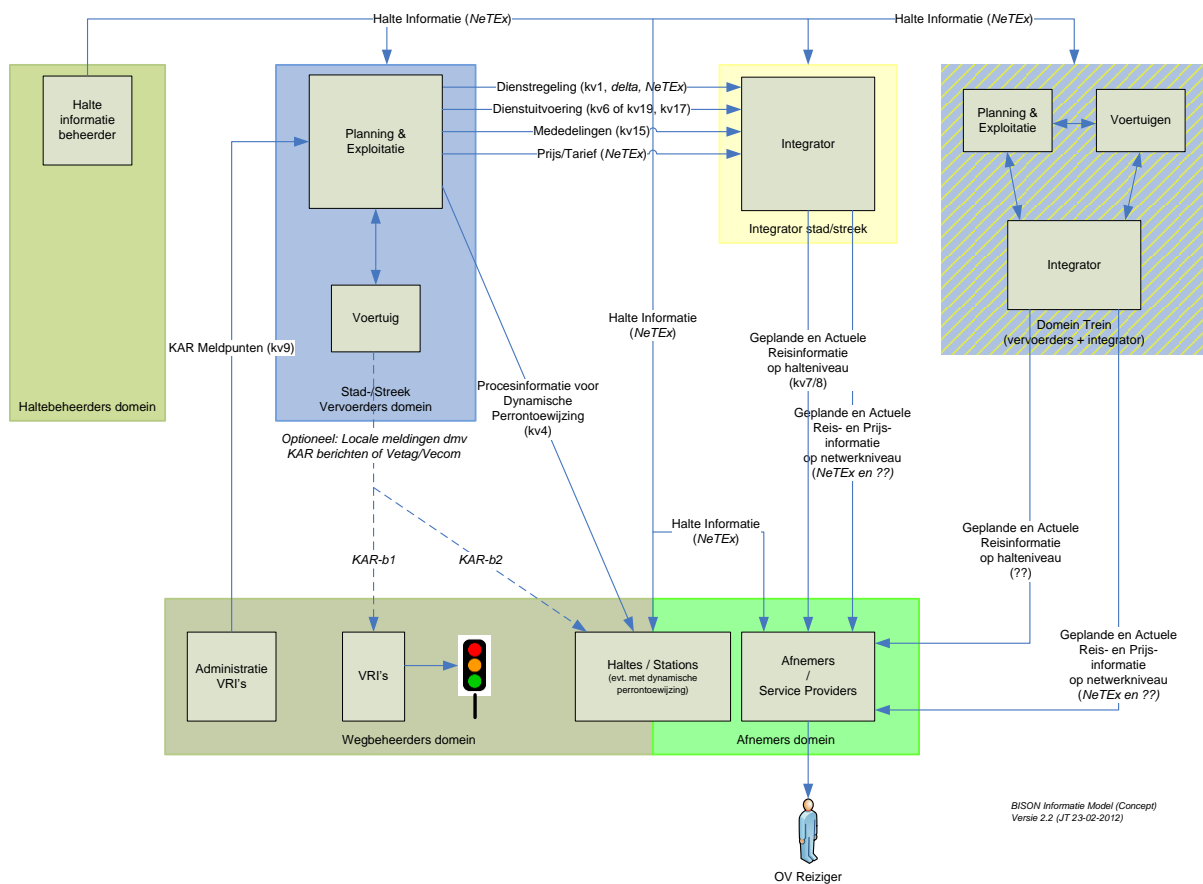 Halte Informatie (NeTEx)
Halte Informatie (NeTEx)
Halte
informatie
beheerder
Haltebeheerders domein
Planning &
Exploitatie
Voertuig
Stad-/Streek
Vervoerders domein
Dienstregeling (kv1, delta, NeTEx)
Dienstuitvoering (kv6 of kv19, kv17)
Mededelingen (kv15)
Prijs/Tarief (NeTEx)
Integrator
Integrator stad/streek
Planning &
Exploitatie
Voertuigen
Integrator
Domein Trein
(vervoerders + integrator)
KAR Meldpunten (kv9)
Halte Informatie
(NeTEx)
Geplande en Actuele
Reisinformatie
op halteniveau
(kv7/8)
Procesinformatie voor
Dynamische
Perrontoewijzing
(kv4)
Geplande en Actuele
Reis- en Prijs-
informatie
op netwerkniveau
(NeTEx en ??)
Optioneel: Locale meldingen dmv
KAR berichten of Vetag/Vecom
Halte Informatie
(NeTEx)
Geplande en Actuele
Reisinformatie
op halteniveau
(??)
KAR-b1
KAR-b2
Geplande en Actuele
Reis- en Prijs-
informatie
op netwerkniveau
(NeTEx en ??)
Administratie
VRI's
VRI's
Haltes / Stations
(evt. met dynamische
perrontoewijzing)
Afnemers
/
Service Providers
Wegbeheerders domein
Afnemers domein
OV Reiziger
BISON Informatie Model (Concept)
Versie 2.2 (JT 23-02-2012)